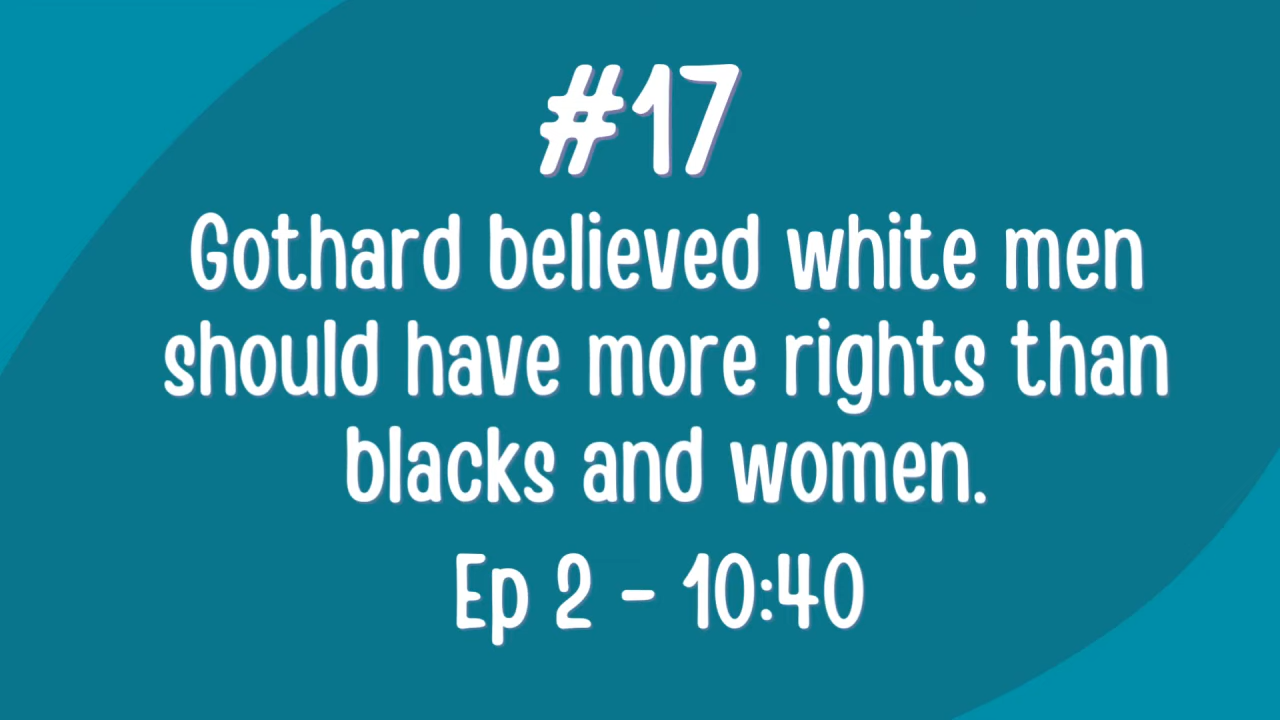 #17
Gothard believed white men
should have more rights than
blacks and women.
Ep 2 - 10:40